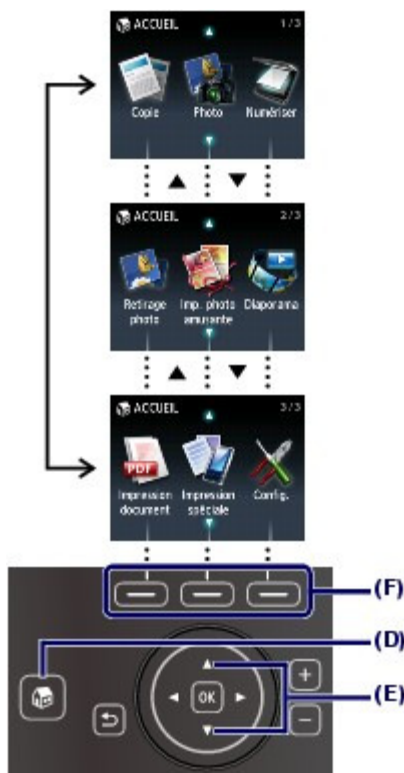 ACCUEIL 1/3
Copie Photo Numériser
ACCUEIL 2/3
Retirage Imp. photo Diaporama
photo amusante
ACCUEIL 3/3
PDF
Impression Impression Config.
document spéciale
(F)
(D)
+
(E)
OK
−